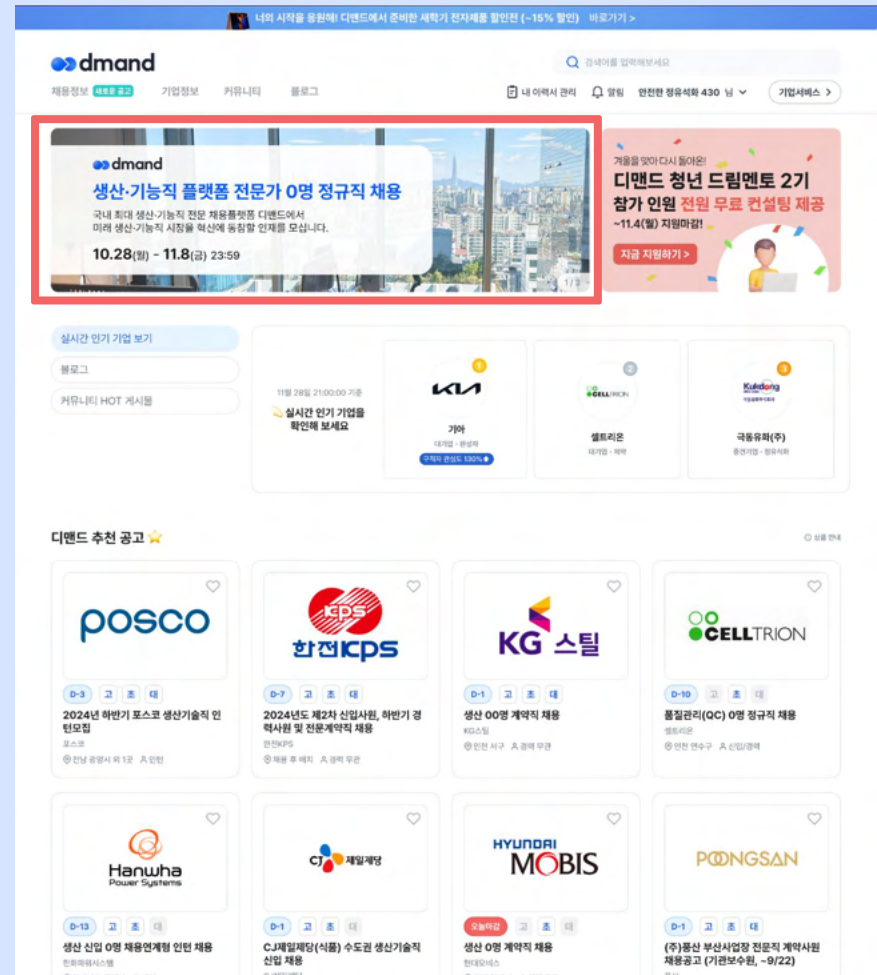 너의 시작을 응원해! 디맨드에서 준비한 새학기 전자제품 할인전 (~15% 할인) 바로가기 >
dmand
검색어를 입력해보세요
채용정보 새로운 공고 기업정보 커뮤니티 블로그
내 이력서 관리 알림 안전한 정유석화 430 님 기업서비스 >
dmand
생산·기능직 플랫폼 전문가 0명 정규직 채용
국내 최대 생산·기능직 전문 채용플랫폼 디맨드에서
미래 생산·기능직 시장을 혁신에 동참할 인재를 모십니다.
10.28(월) - 11.8(금) 23:59
1/3
겨울을 맞아 다시 돌아온!
디맨드 청년 드림멘토 2기
참가 인원 전원 무료 컨설팅 제공
~11.4(월) 지원마감!
지금 지원하기 >
실시간 인기 기업 보기
블로그
커뮤니티 HOT 게시물
11월 28일 21:00:00 기준
실시간 인기 기업을
확인해 보세요
1
KIA
기아
대기업 · 완성차
구직자 관심도 130%
2
CELLTRION
셀트리온
대기업 · 제약
3
Kukdong
극동유화(주)
중견기업 · 정유석화
디맨드 추천 공고
상품 안내
posco
D-3 고 초 대
2024년 하반기 포스코 생산기술직 인
턴모집
포스코
전남 광양시 외 1곳 인턴
KPS
한전KPS
D-7 고 초 대
2024년도 제2차 신입사원, 하반기 경
력사원 및 전문계약직 채용
한전KPS
채용 후 배치 경력 무관
KG 스틸
D-1 고 초 대
생산 00명 계약직 채용
KG스틸
인천 서구 경력 무관
CELLTRION
D-10 고 초 대
품질관리(QC) 0명 정규직 채용
셀트리온
인천 연수구 신입/경력
Hanwha
Power Systems
D-13 고 초 대
생산 신입 0명 채용연계형 인턴 채용
한화파워시스템
CJ 제일제당
D-1 고 초 대
CJ제일제당(식품) 수도권 생산기술직
신입 채용
HYUNDAI
MOBIS
오늘마감 고 초 대
생산 0명 계약직 채용
현대모비스
POONGSAN
D-1 고 초 대
(주)풍산 부산사업장 전문직 계약사원
채용공고 (기관보수원, ~9/22)